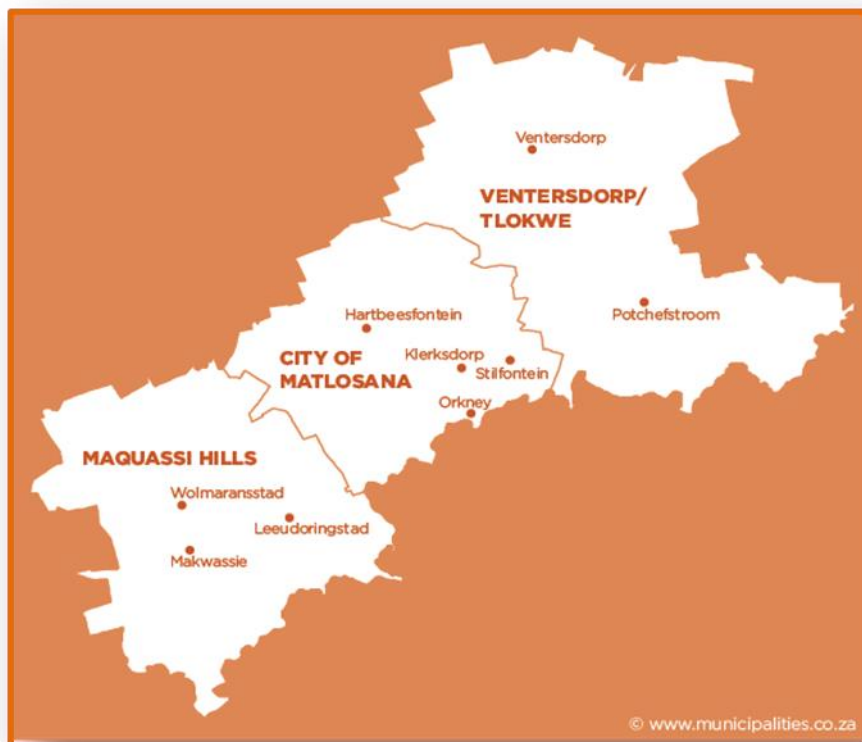 Ventersdorp
VENTERSDORP/
TLOKWE
Potchefstroom
Hartbeesfontein
CITY OF
MATLOSANA
Klerksdorp
Stilfontein
Orkney
MAQUASSI HILLS
Wolmaransstad
Leeudoringstad
Makwassie
© www.municipalities.co.za